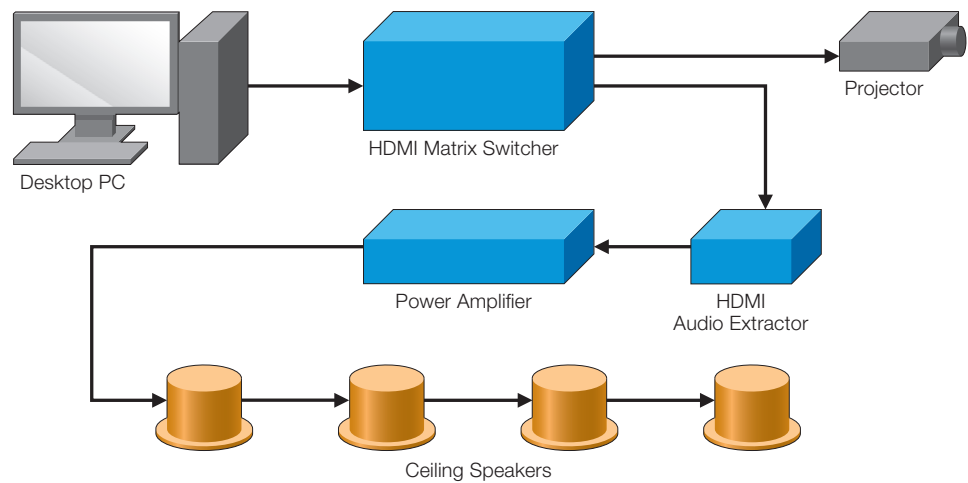 Projector
HDMI Matrix Switcher
Desktop PC
Power Amplifier
HDMI
Audio Extractor
Ceiling Speakers